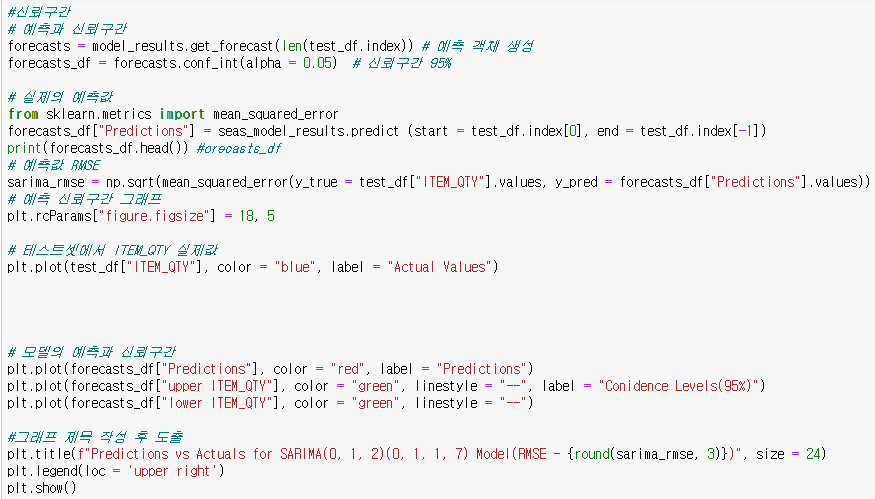 #신뢰구간
# 예측과 신뢰구간
forecasts = model_results.get_forecast(len(test_df.index)) # 예측 객체 생성
forecasts_df = forecasts.conf_int(alpha = 0.05)  # 신뢰구간 95%
# 실제의 예측값
from sklearn.metrics import mean_squared_error
forecasts_df["Predictions"] = seas_model_results.predict (start = test_df.index[0], end = test_df.index[-1])
print(forecasts_df.head()) #orecasts_df
# 예측값 RMSE
sarima_rmse = np.sqrt(mean_squared_error(y_true = test_df["ITEM_QTY"].values, y_pred = forecasts_df["Predictions"].values))
# 예측 신뢰구간 그래프
plt.rcParams["figure.figsize"] = 18, 5
# 테스트셋에서 ITEM_QTY 실제값
plt.plot(test_df["ITEM_QTY"], color = "blue", label = "Actual Values")
# 모델의 예측과 신뢰구간
plt.plot(forecasts_df["Predictions"], color = "red", label = "Predictions")
plt.plot(forecasts_df["upper ITEM_QTY"], color = "green", linestyle = "--", label = "Conidence Levels(95%)")
plt.plot(forecasts_df["lower ITEM_QTY"], color = "green", linestyle = "--")
#그래프 제목 작성 후 도출
plt.title(f"Predictions vs Actuals for SARIMA(0, 1, 2)(0, 1, 1, 7) Model(RMSE - {round(sarima_rmse, 3)})", size = 24)
plt.legend(loc = 'upper right')
plt.show()